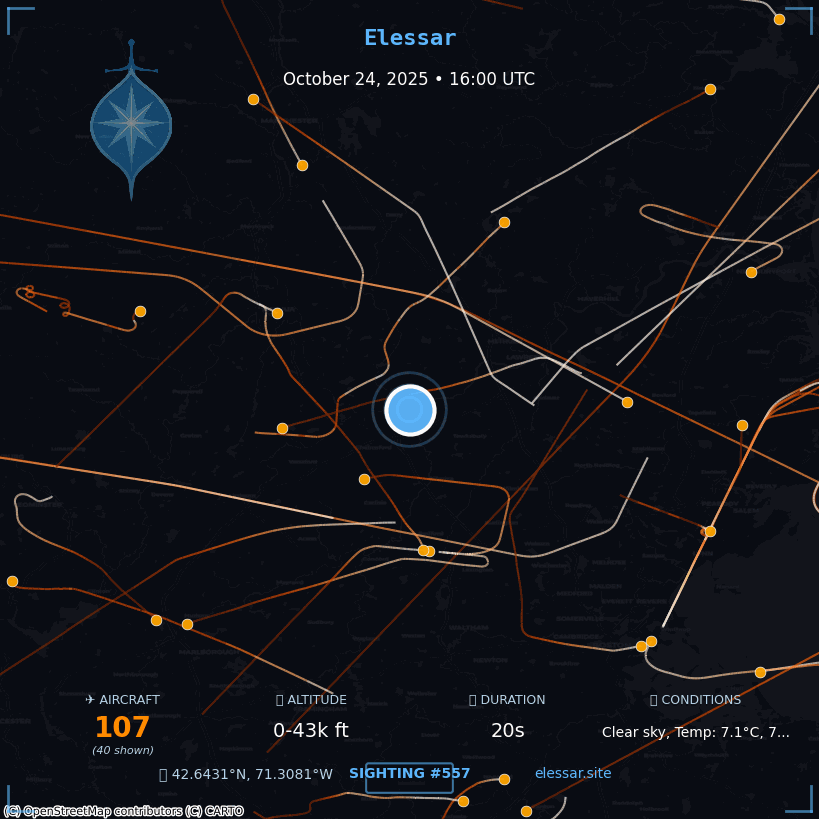 Elessar
October 24, 2025 • 16:00 UTC
✈ AIRCRAFT
107
(40 shown)
ALTITUDE
0-43k ft
DURATION
20s
CONDITIONS
Clear sky, Temp: 7.1°C, 7...
42.6431°N, 71.3081°W
SIGHTING #557
elessar.site
(C) OpenStreetMap contributors (C) CARTO